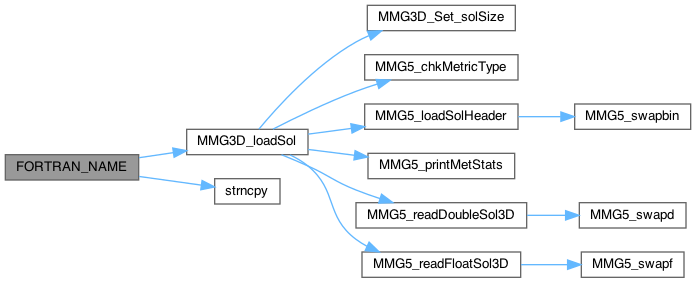 MMG3D_Set_solSize
MMG5_chkMetricType
MMG5_loadSolHeader
MMG5_swapbin
MMG3D_loadSol
FORTRAN_NAME
MMG5_printMetStats
strncpy
MMG5_readDoubleSol3D
MMG5_swapd
MMG5_readFloatSol3D
MMG5_swapf